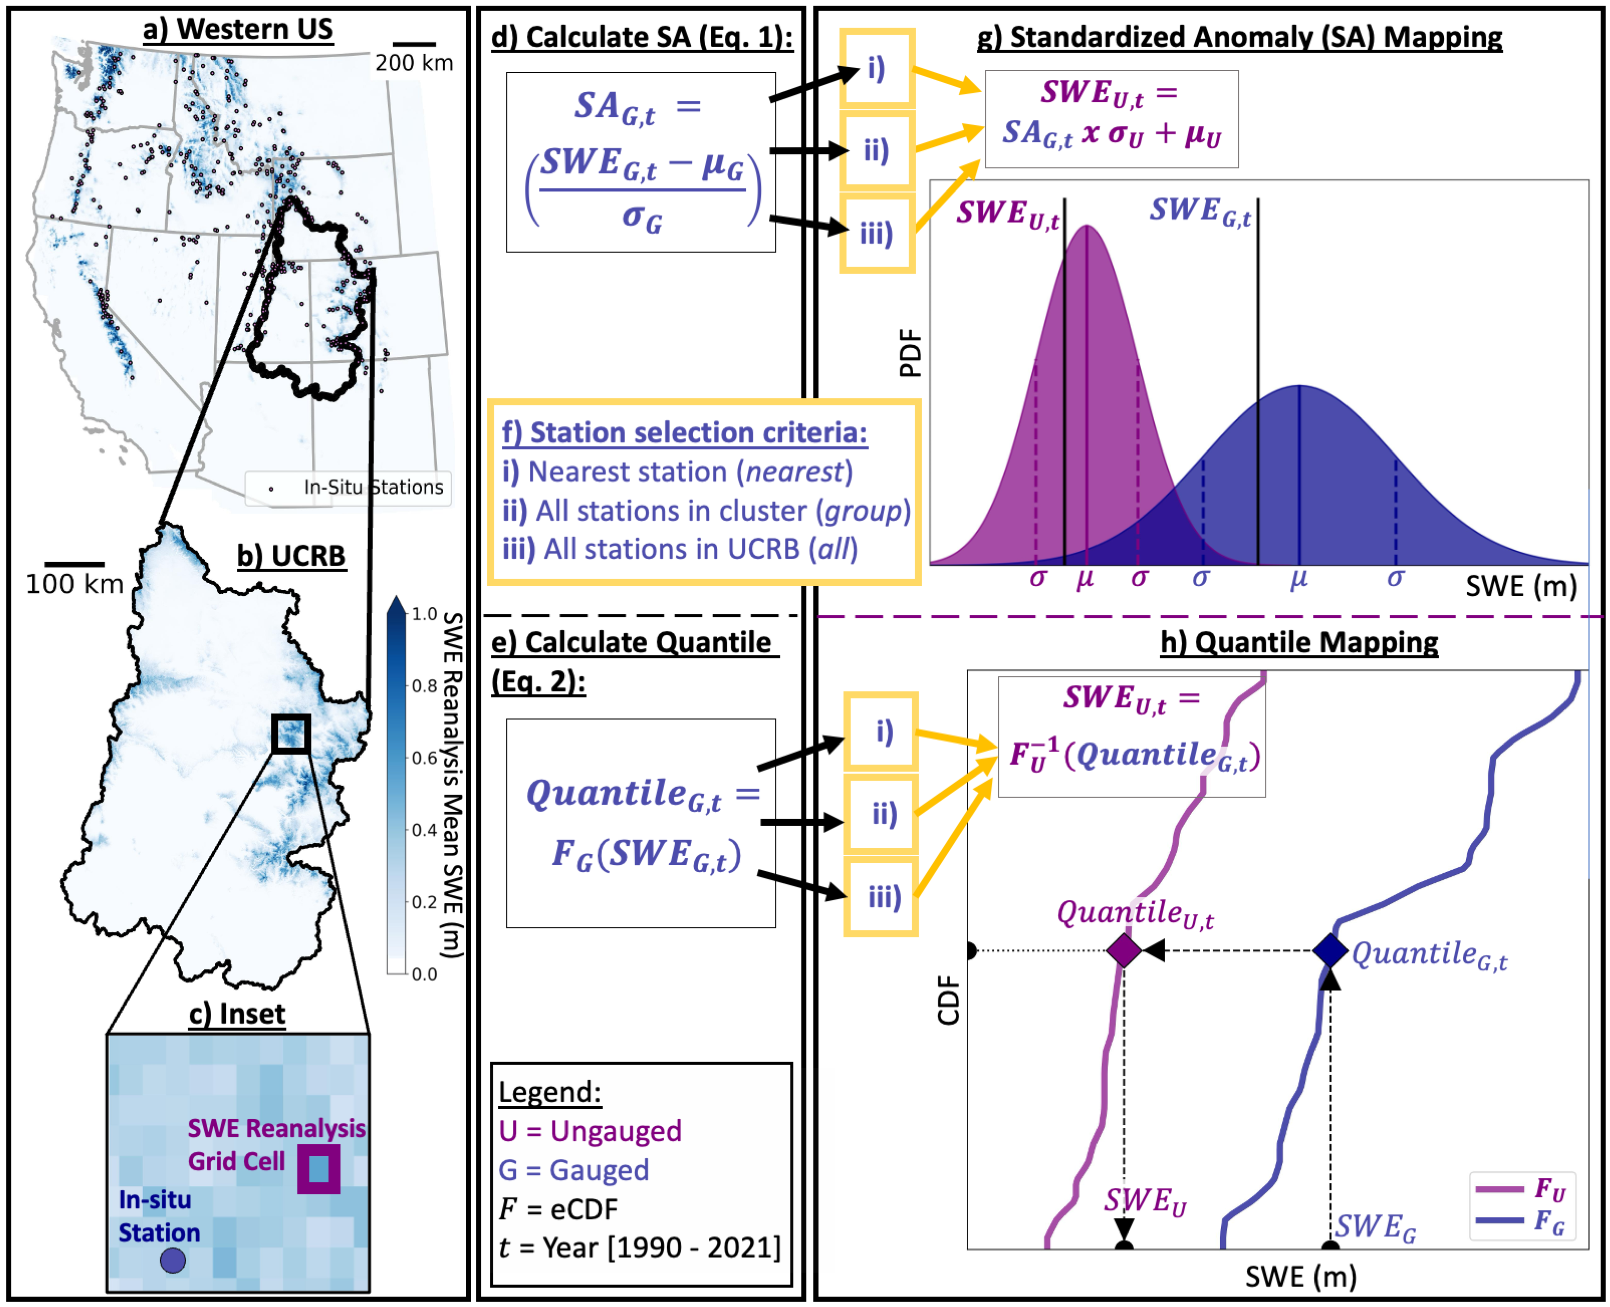 a) Western US
200 km
In-Situ Stations
b) UCRB
100 km
1.0
0.8
0.6
0.4
0.2
0.0
SWE Reanalysis Mean SWE (m)
c) Inset
SWE Reanalysis
Grid Cell
In-situ
Station
d) Calculate SA (Eq. 1):
SA_{G,t} =
(\frac{SWE_{G,t} − μ_G}{σ_G})
f) Station selection criteria:
i) Nearest station (nearest)
ii) All stations in cluster (group)
iii) All stations in UCRB (all)
e) Calculate Quantile
(Eq. 2):
Quantile_{G,t} =
F_G(SWE_{G,t})
Legend:
U = Ungauged
G = Gauged
F = eCDF
t = Year [1990 - 2021]
g) Standardized Anomaly (SA) Mapping
i)
ii)
iii)
SWE_{U,t} =
SA_{G,t} x σ_U + μ_U
SWE_{U,t}
SWE_{G,t}
PDF
σ μ σ σ μ σ
SWE (m)
h) Quantile Mapping
i)
ii)
iii)
SWE_{U,t} =
F_U^{−1}(Quantile_{G,t})
Quantile_{U,t}
Quantile_{G,t}
CDF
SWE_U
SWE_G
F_U
F_G
SWE (m)